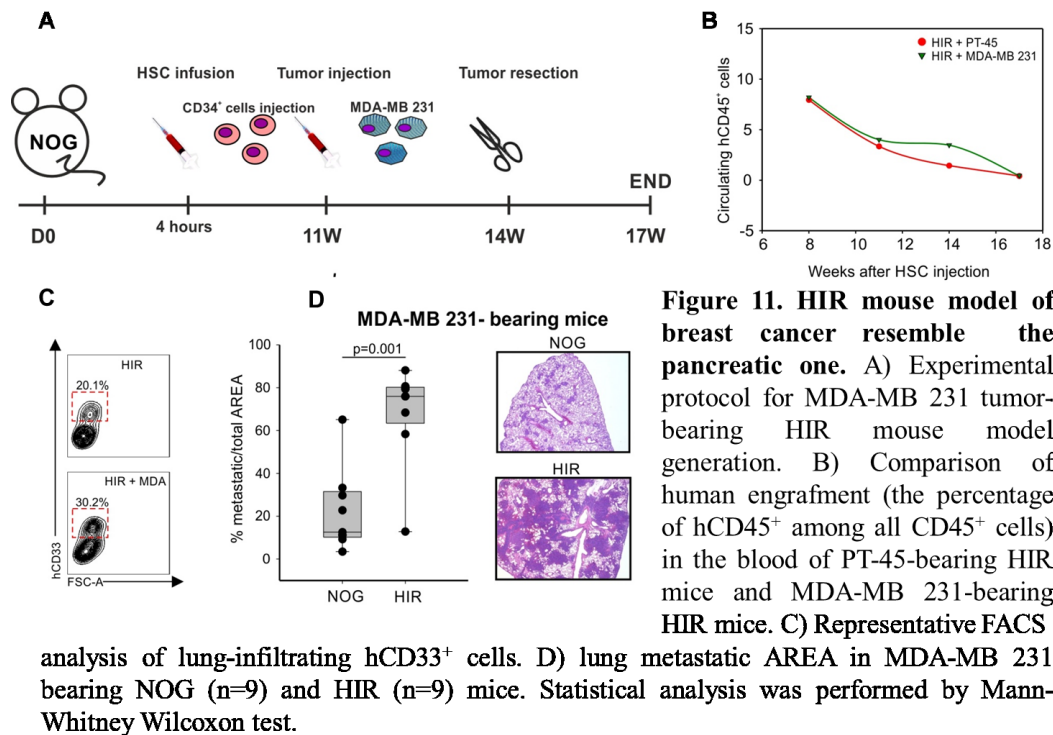 A
HSC infusion
Tumor injection
Tumor resection
CD34+ cells injection
MDA-MB 231
NOG
END
D0
4 hours
11W
14W
17W
B
HIR + PT-45
HIR + MDA-MB 231
Circulating hCD45+ cells
15
10
5
0
-5
6
8
10
12
14
16
18
Weeks after HSC injection
C
HIR
20.1%
HIR + MDA
30.2%
hCD33
FSC-A
D
MDA-MB 231- bearing mice
p=0.001
% metastatic/total AREA
100
80
60
40
20
0
NOG
HIR
NOG
HIR
Figure 11. HIR mouse model of
breast cancer resemble the
pancreatic one. A) Experimental
protocol for MDA-MB 231 tumor-
bearing HIR mouse model
generation. B) Comparison of
human engrafment (the percentage
of hCD45+ among all CD45+ cells)
in the blood of PT-45-bearing HIR
mice and MDA-MB 231-bearing
HIR mice. C) Representative FACS
analysis of lung-infiltrating hCD33+ cells. D) lung metastatic AREA in MDA-MB 231
bearing NOG (n=9) and HIR (n=9) mice. Statistical analysis was performed by Mann-
Whitney Wilcoxon test.